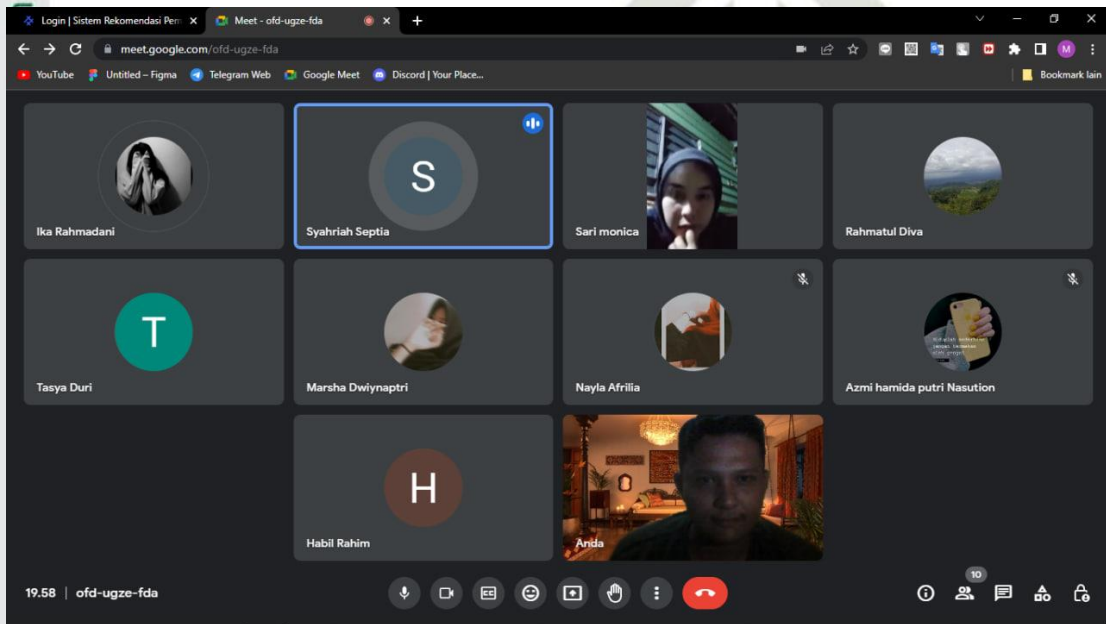 Login | Sistem Rekomendasi Pem
Meet - ofd-ugze-fda
meet.google.com/ofd-ugze-fda
M
YouTube
Untitled – Figma
Telegram Web
Google Meet
Discord | Your Place...
Bookmark lain
Ika Rahmadani
S
Syahriah Septia
Sari monica
Rahmatul Diva
T
Tasya Duri
Marsha Dwiynaptri
Nayla Afrilia
Azmi hamida putri Nasution
H
Habil Rahim
Anda
10
19.58 | ofd-ugze-fda
CC